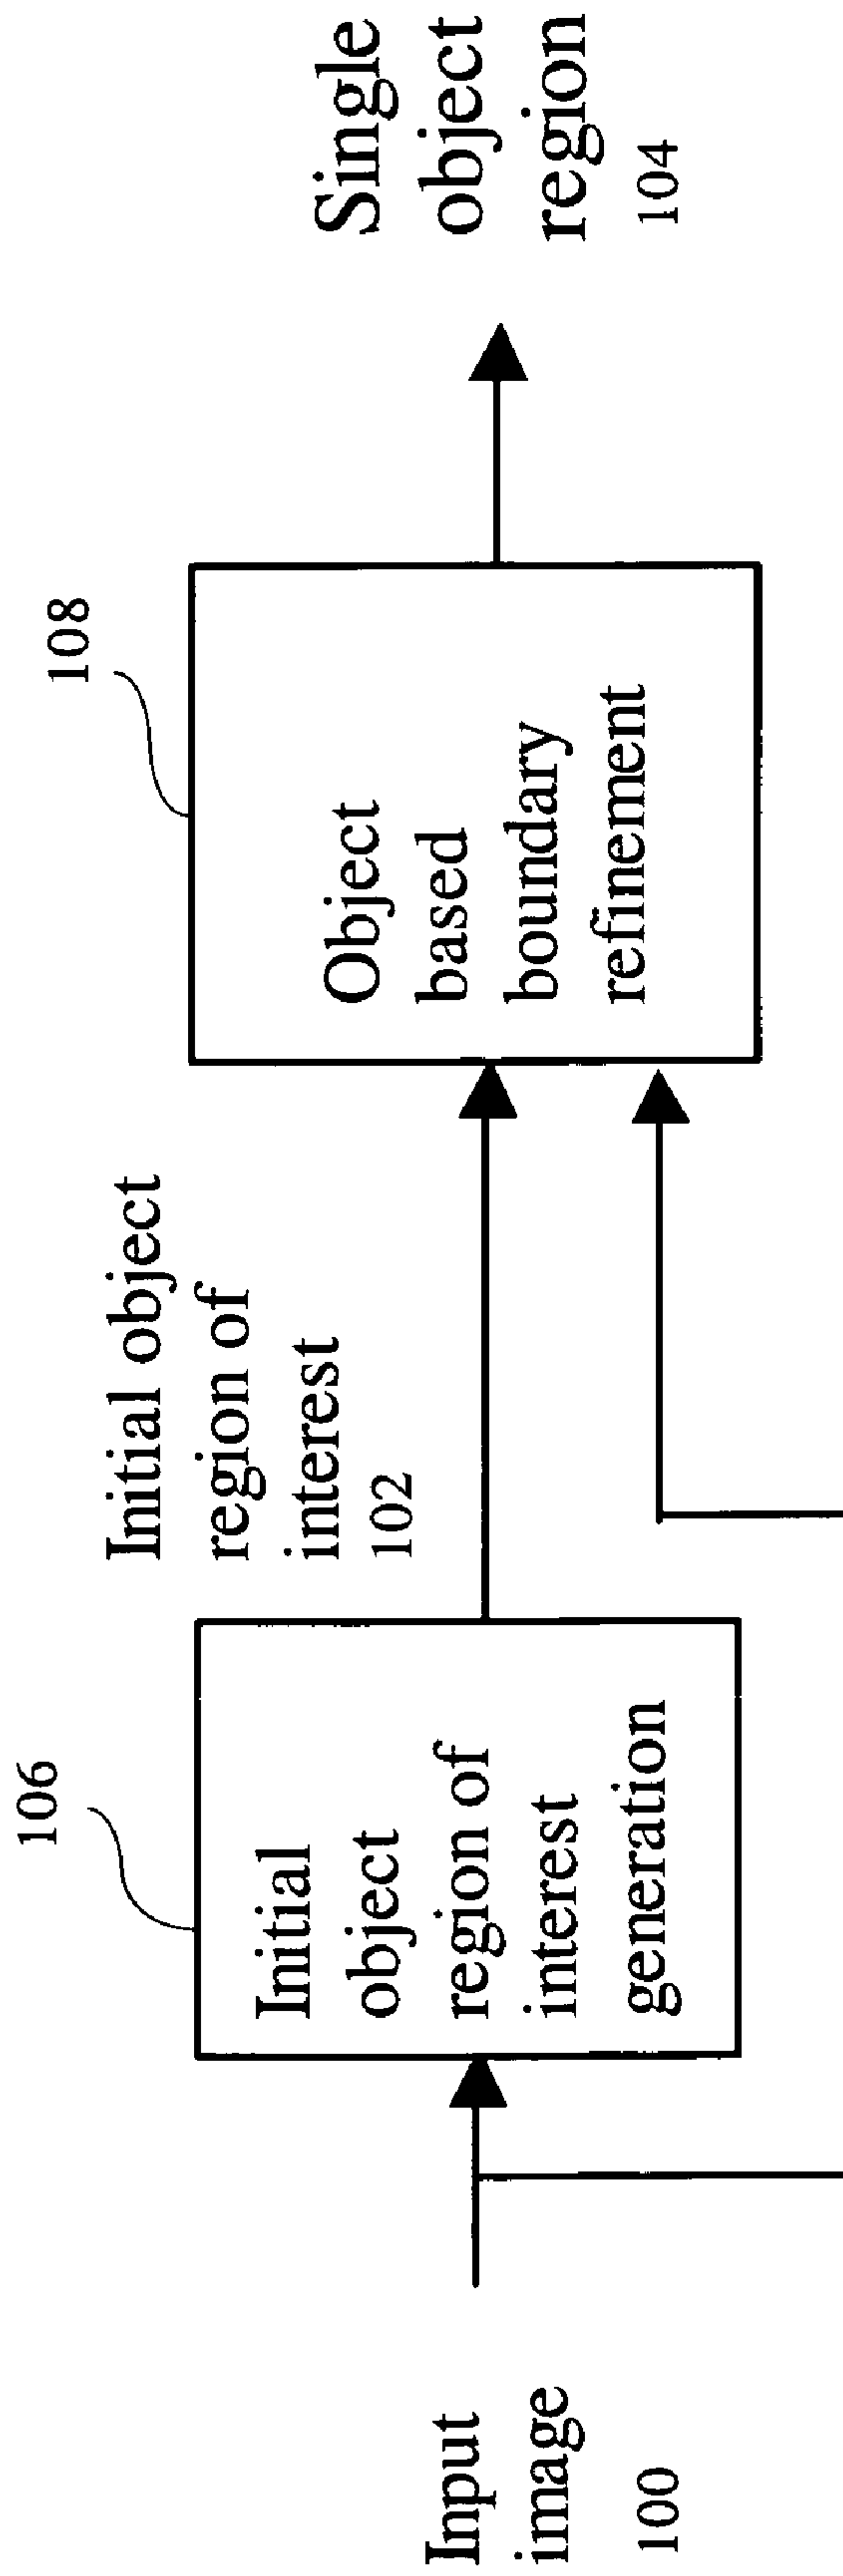 Input
image
100
106
Initial
object
region of
interest
generation
Initial object
region of
interest
102
108
Object
based
boundary
refinement
Single
object
region
104